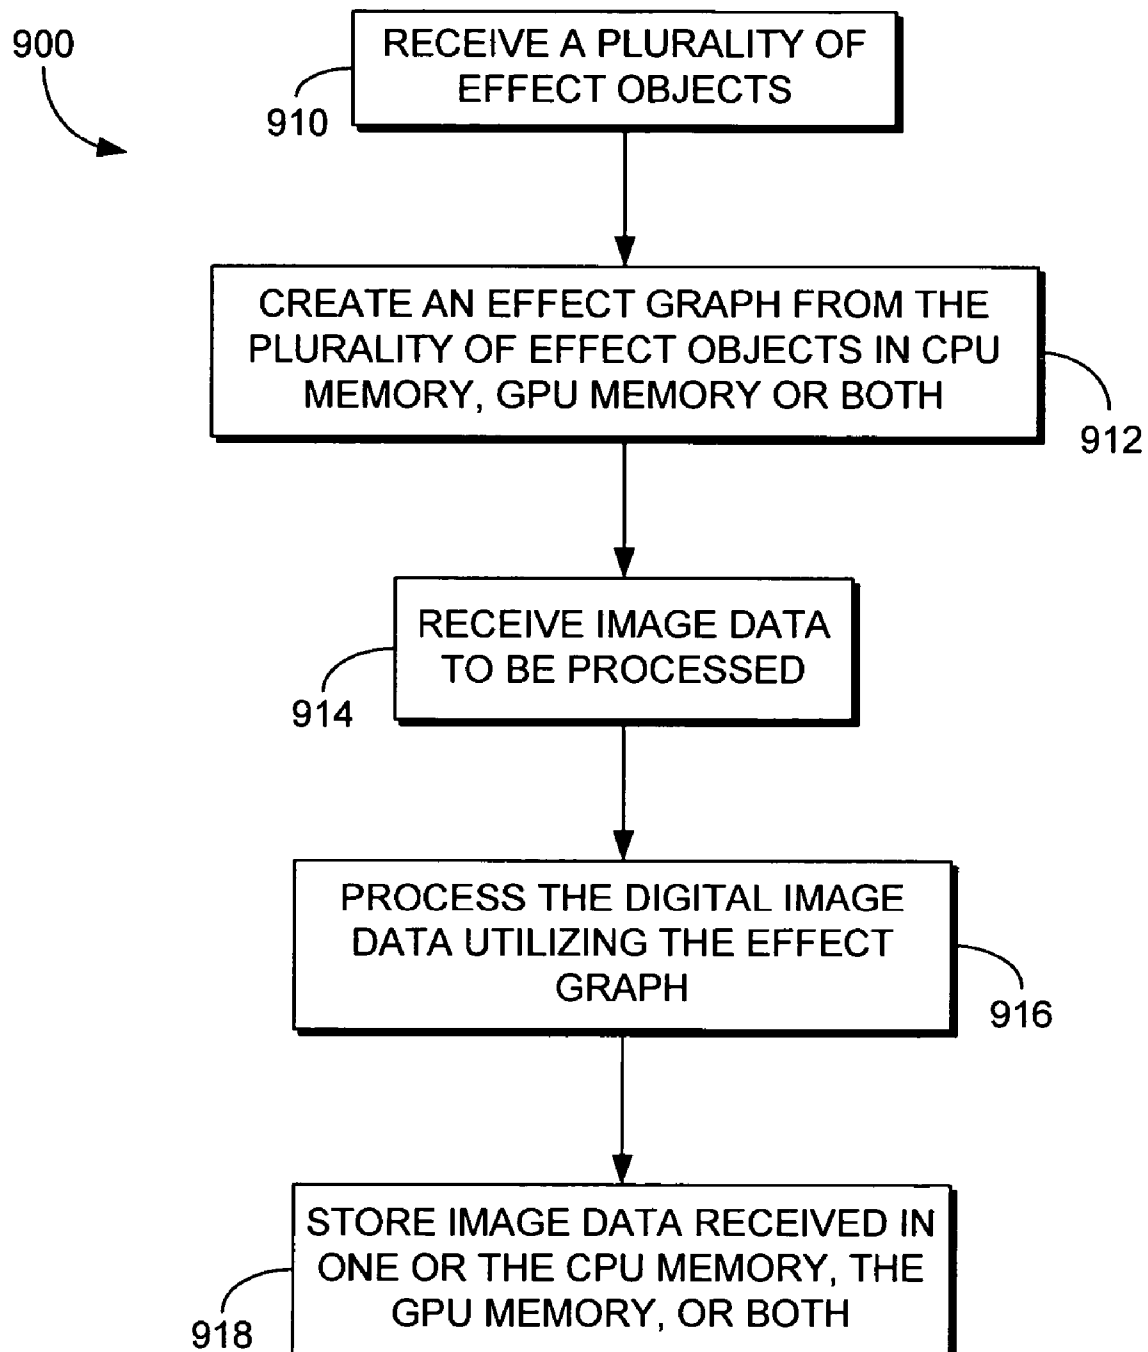 900
RECEIVE A PLURALITY OF
EFFECT OBJECTS
910
CREATE AN EFFECT GRAPH FROM THE
PLURALITY OF EFFECT OBJECTS IN CPU
MEMORY, GPU MEMORY OR BOTH
912
RECEIVE IMAGE DATA
TO BE PROCESSED
914
PROCESS THE DIGITAL IMAGE
DATA UTILIZING THE EFFECT
GRAPH
916
STORE IMAGE DATA RECEIVED IN
ONE OR THE CPU MEMORY, THE
GPU MEMORY, OR BOTH
918